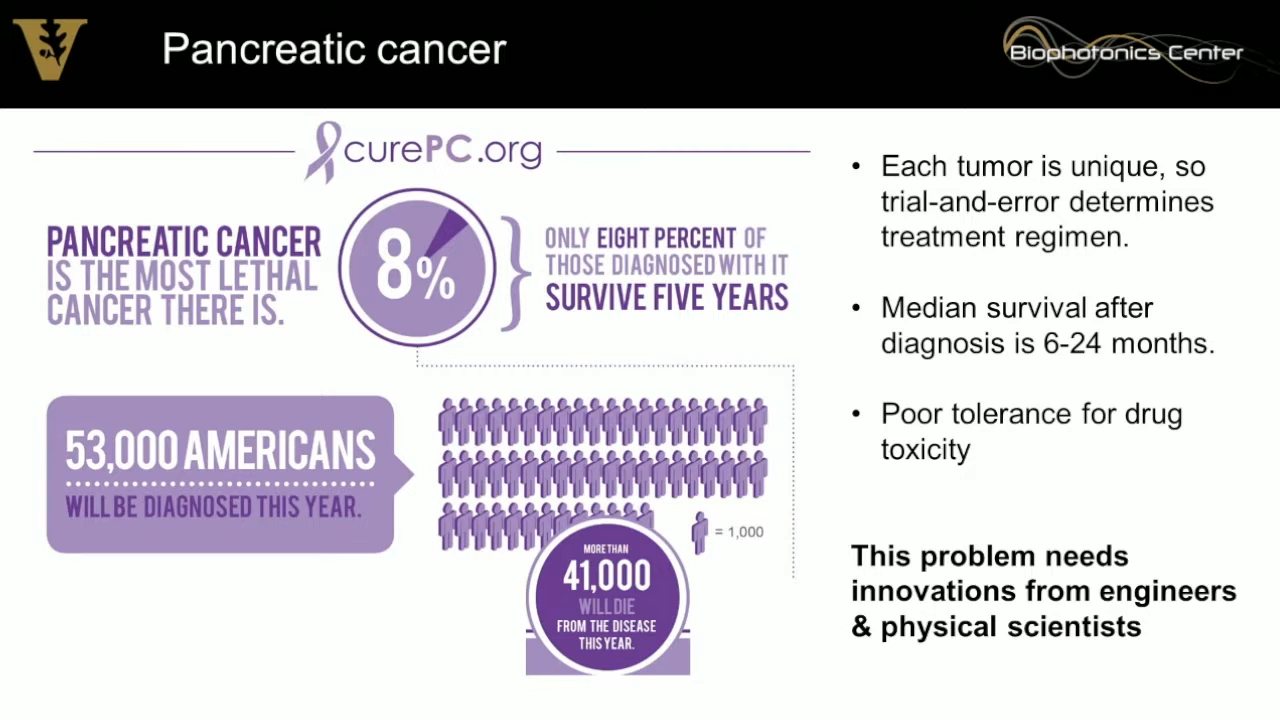 Pancreatic cancer
Biophotonics Center
curePC.org
PANCREATIC CANCER
IS THE MOST LETHAL
CANCER THERE IS.
8%
ONLY EIGHT PERCENT OF
THOSE DIAGNOSED WITH IT
SURVIVE FIVE YEARS
53,000 AMERICANS
WILL BE DIAGNOSED THIS YEAR.
= 1,000
MORE THAN
41,000
WILL DIE
FROM THE DISEASE
THIS YEAR.
• Each tumor is unique, so
trial-and-error determines
treatment regimen.
• Median survival after
diagnosis is 6-24 months.
• Poor tolerance for drug
toxicity
This problem needs
innovations from engineers
& physical scientists